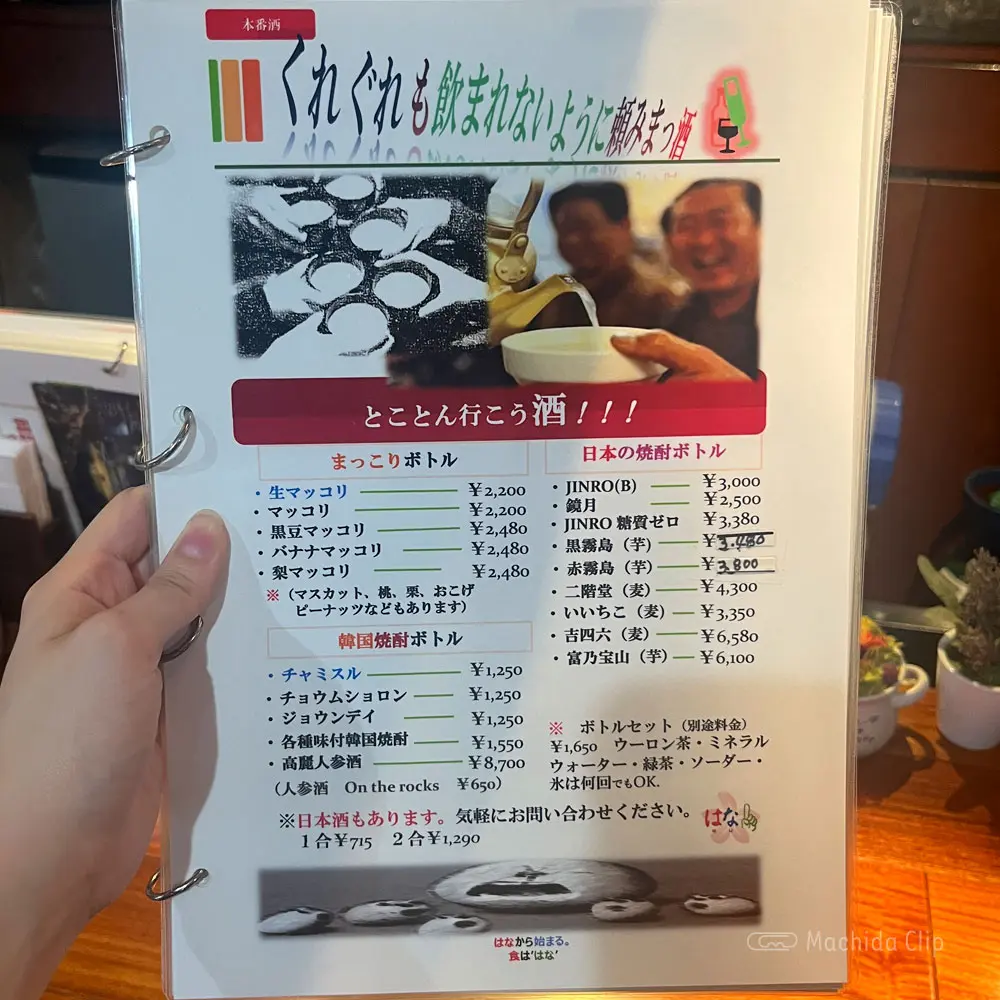 本番酒
くれぐれも飲まれないように頼みまっ酒
とことん行こう酒！！！
まっこりボトル
・生マッコリ ￥2,200
・マッコリ ￥2,200
・黒豆マッコリ ￥2,480
・バナナマッコリ ￥2,480
・梨マッコリ ￥2,480
※（マスカット、桃、栗、おこげ
ピーナッツなどもあります）
韓国焼酎ボトル
・チャミスル ￥1,250
・チョウムショロン ￥1,250
・ジョウンデイ ￥1,250
・各種味付韓国焼酎 ￥1,550
・高麗人参酒 ￥8,700
（人参酒 On the rocks ￥650）
日本の焼酎ボトル
・JINRO(B) ￥3,000
・鏡月 ￥2,500
・JINRO 糖質ゼロ ￥3,380
・黒霧島（芋） ￥3.480
・赤霧島（芋） ￥3,800
・二階堂（麦） ￥4,300
・いいちこ（麦） ￥3,350
・吉四六（麦） ￥6,580
・富乃宝山（芋） ￥6,100
※ ボトルセット（別途料金）
￥1,650 ウーロン茶・ミネラル
ウォーター・緑茶・ソーダー・
氷は何回でもOK.
※日本酒もあります。気軽にお問い合わせください。
１合￥715 ２合￥1,290
はな
はなから始まる。
食は‘はな’
Machida Clip